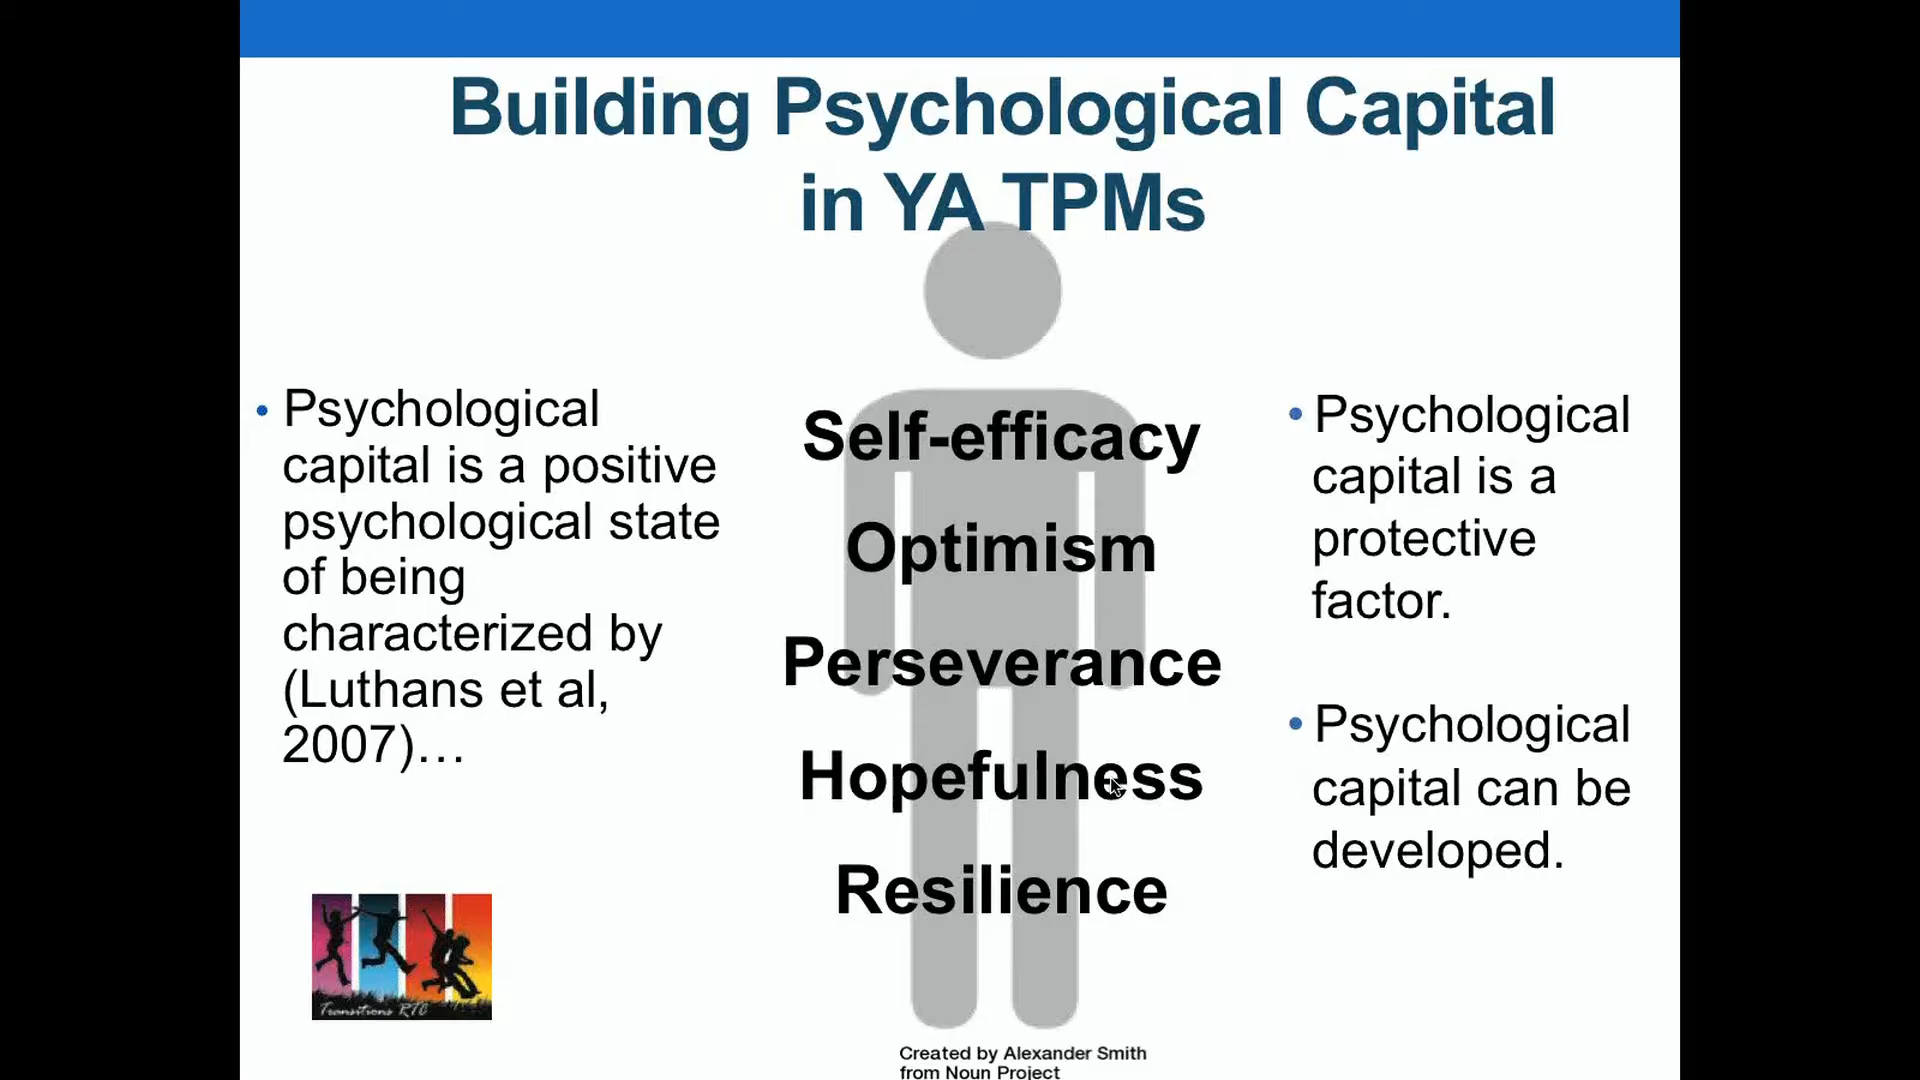 Building Psychological Capital
in YA TPMs
• Psychological
capital is a positive
psychological state
of being
characterized by
(Luthans et al,
2007)…
Self-efficacy
Optimism
Perseverance
Hopefulness
Resilience
• Psychological
capital is a
protective
factor.
• Psychological
capital can be
developed.
Transitions RTC
Created by Alexander Smith
from Noun Project